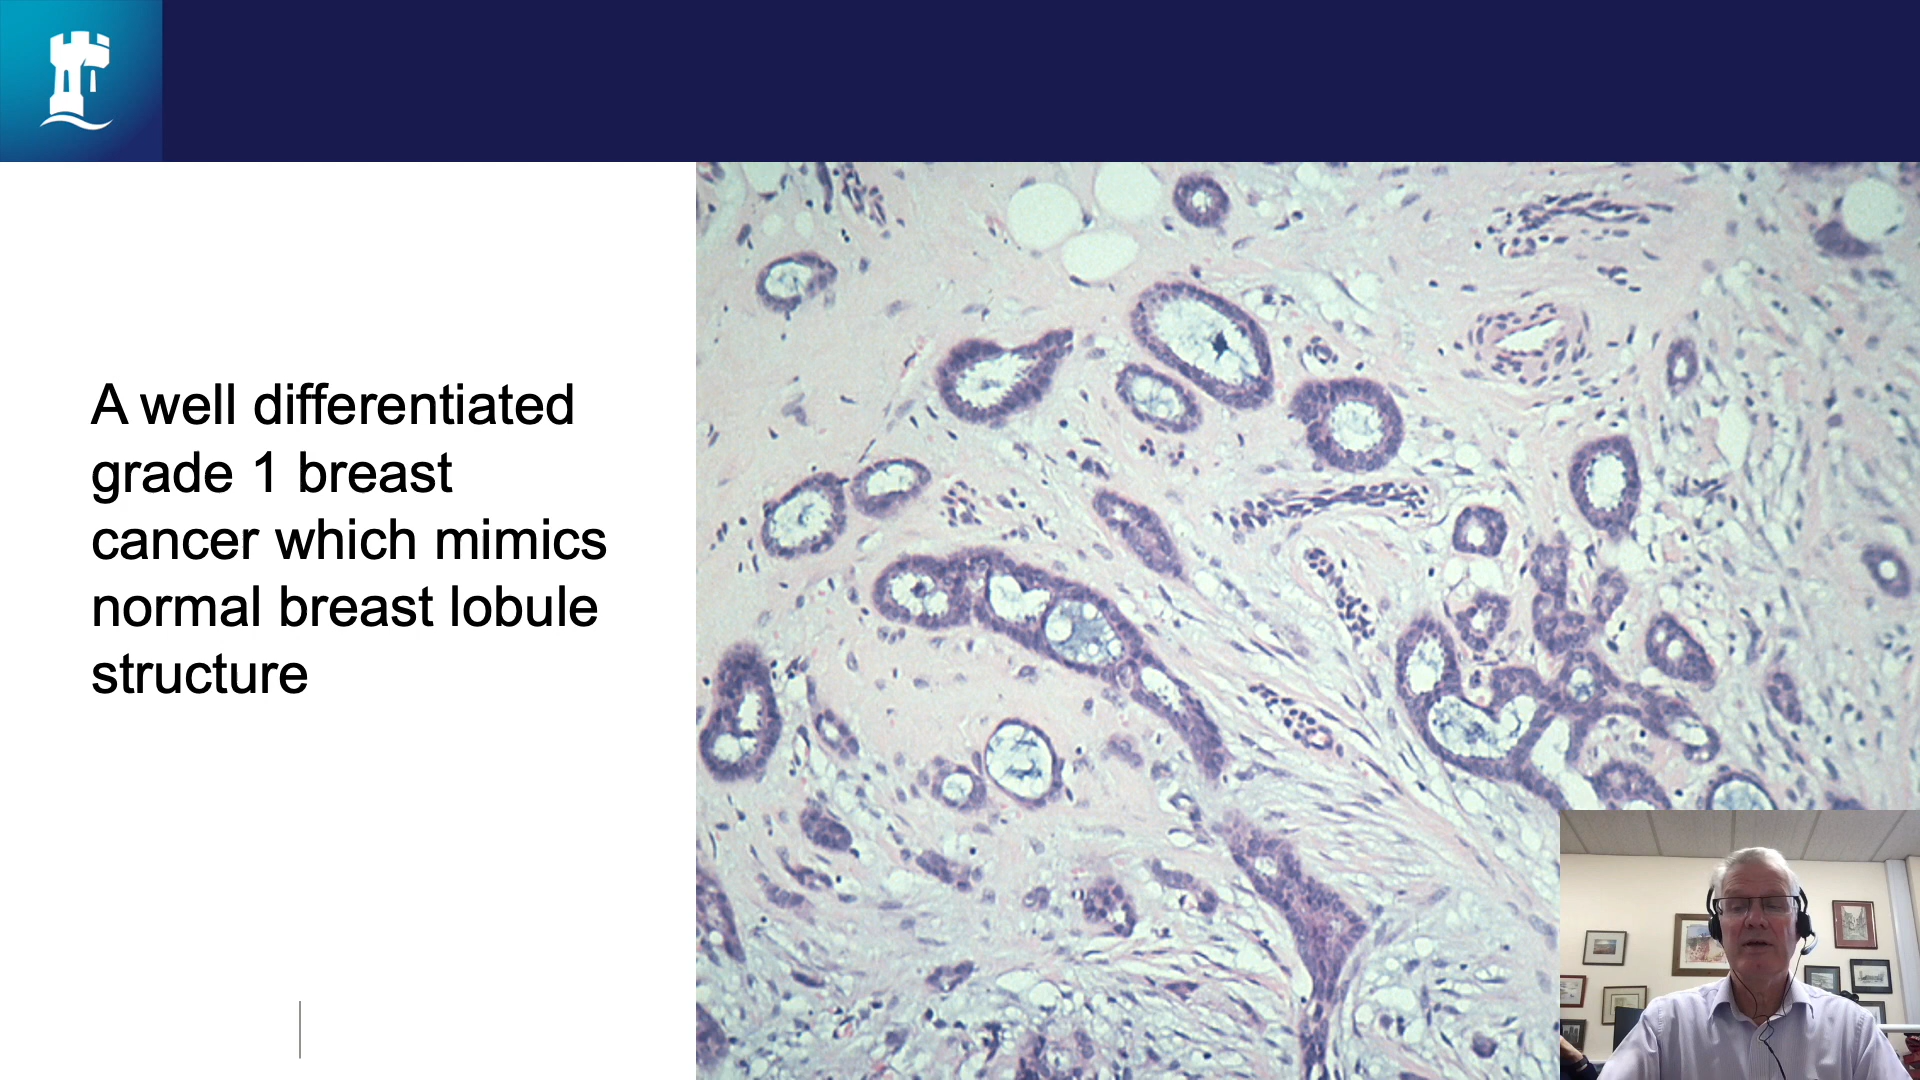 A well differentiated
grade 1 breast
cancer which mimics
normal breast lobule
structure